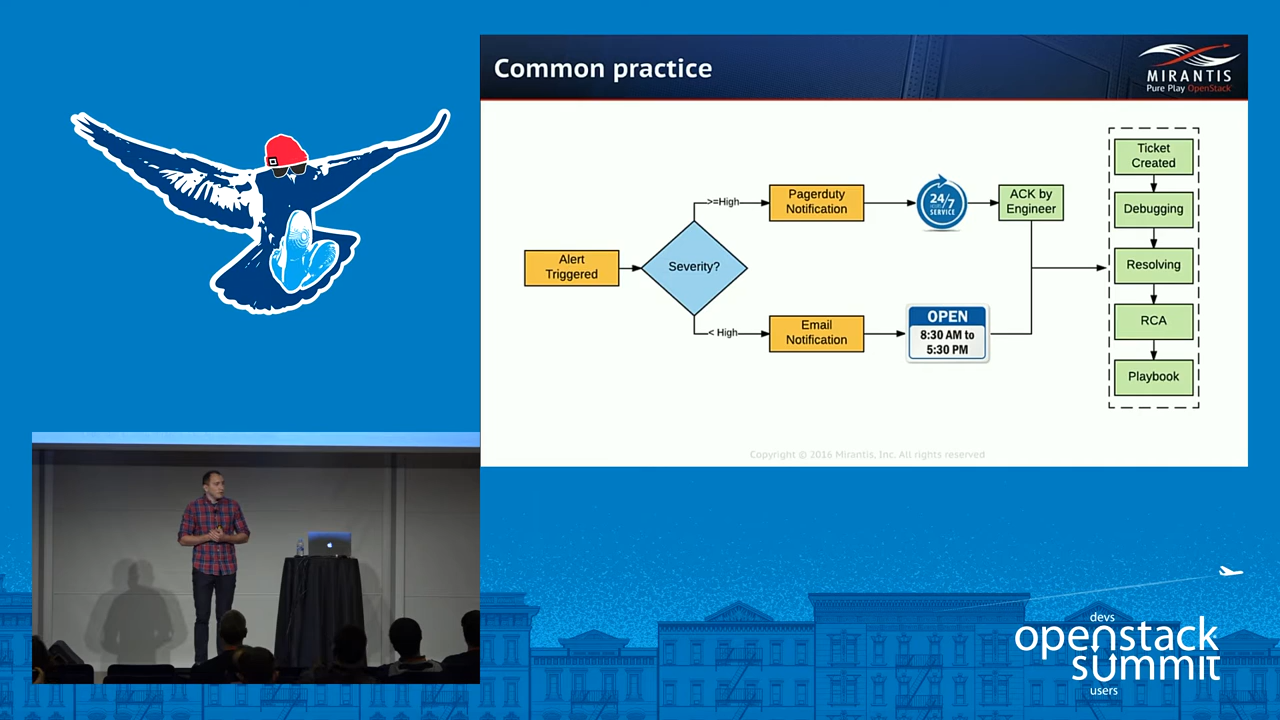 Common practice
MIRANTIS
Pure Play OpenStack
Alert
Triggered
Severity?
>=High
Pagerduty
Notification
24/7
SERVICE
ACK by
Engineer
< High
Email
Notification
OPEN
8:30 AM to
5:30 PM
Ticket
Created
Debugging
Resolving
RCA
Playbook
Copyright © 2016 Mirantis, Inc. All rights reserved
devs
openstack
summit
users